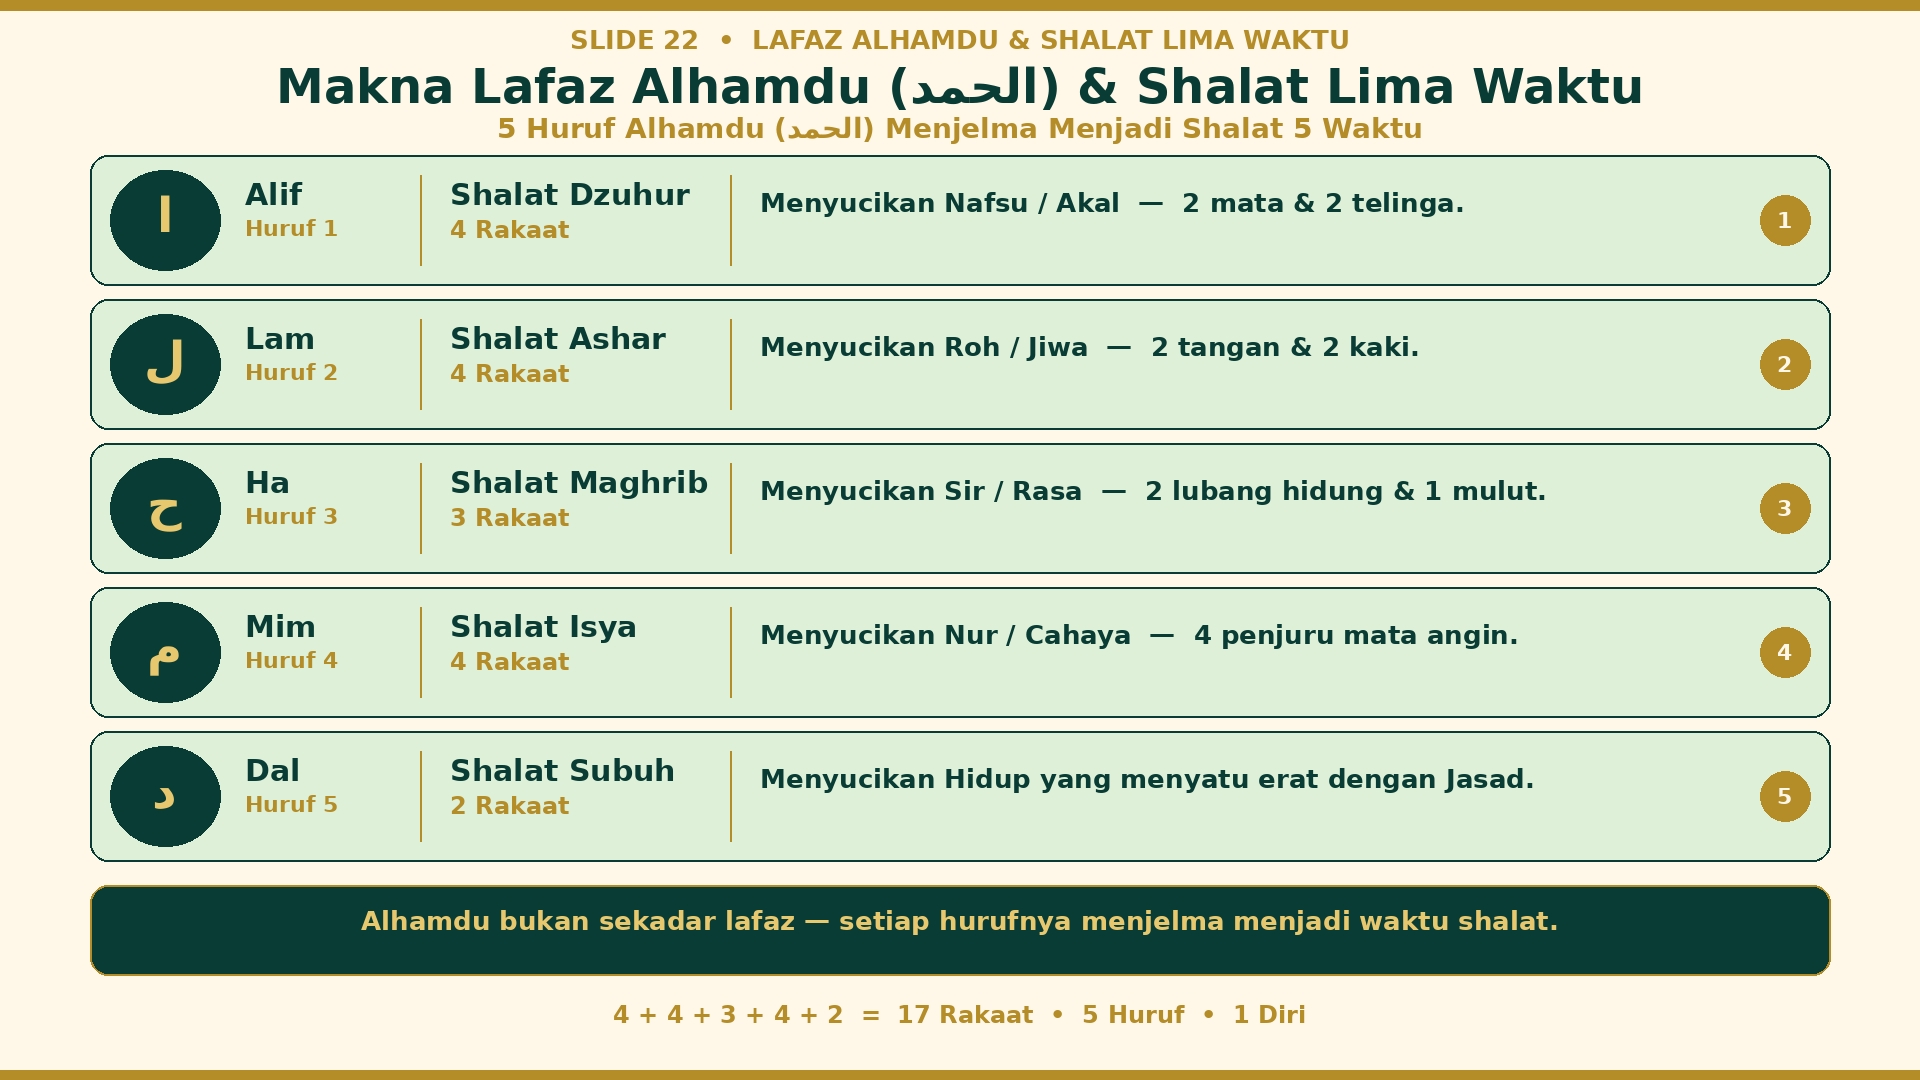 SLIDE 22 • LAFAZ ALHAMDU & SHALAT LIMA WAKTU
Makna Lafaz Alhamdu (الحمد) & Shalat Lima Waktu
5 Huruf Alhamdu (الحمد) Menjelma Menjadi Shalat 5 Waktu
ا
Alif
Huruf 1
Shalat Dzuhur
4 Rakaat
Menyucikan Nafsu / Akal — 2 mata & 2 telinga.
1
ل
Lam
Huruf 2
Shalat Ashar
4 Rakaat
Menyucikan Roh / Jiwa — 2 tangan & 2 kaki.
2
ح
Ha
Huruf 3
Shalat Maghrib
3 Rakaat
Menyucikan Sir / Rasa — 2 lubang hidung & 1 mulut.
3
م
Mim
Huruf 4
Shalat Isya
4 Rakaat
Menyucikan Nur / Cahaya — 4 penjuru mata angin.
4
د
Dal
Huruf 5
Shalat Subuh
2 Rakaat
Menyucikan Hidup yang menyatu erat dengan Jasad.
5
Alhamdu bukan sekadar lafaz — setiap hurufnya menjelma menjadi waktu shalat.
4 + 4 + 3 + 4 + 2 = 17 Rakaat • 5 Huruf • 1 Diri